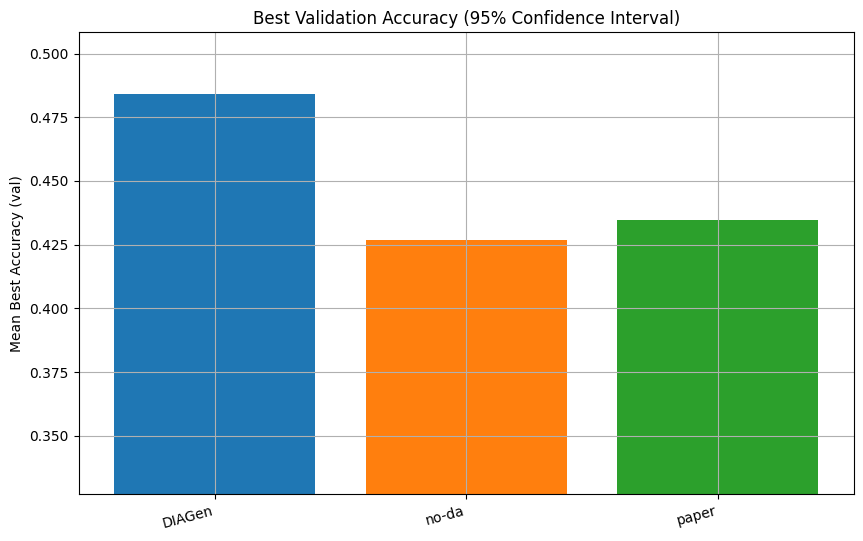 Best Validation Accuracy (95% Confidence Interval)
Mean Best Accuracy (val)
0.500
0.475
0.450
0.425
0.400
0.375
0.350
DIAGen
no-da
paper